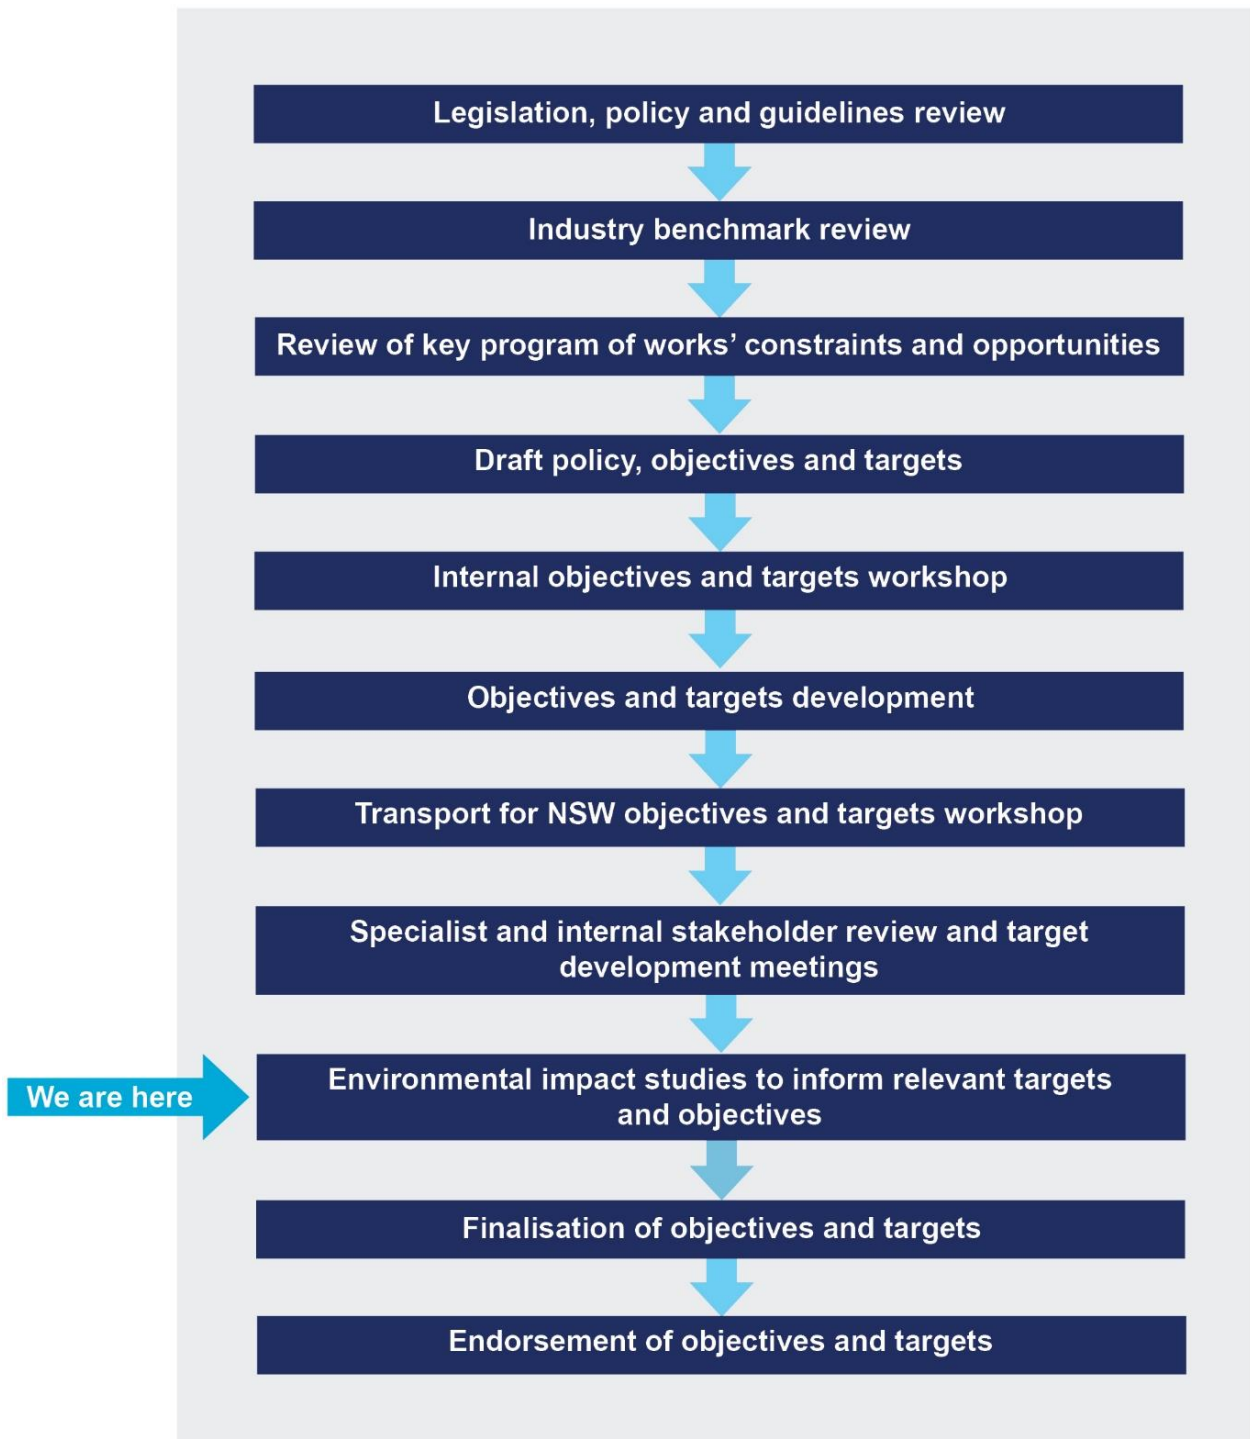 Legislation, policy and guidelines review
Industry benchmark review
Review of key program of works’ constraints and opportunities
Draft policy, objectives and targets
Internal objectives and targets workshop
Objectives and targets development
Transport for NSW objectives and targets workshop
Specialist and internal stakeholder review and target
development meetings
We are here
Environmental impact studies to inform relevant targets
and objectives
Finalisation of objectives and targets
Endorsement of objectives and targets